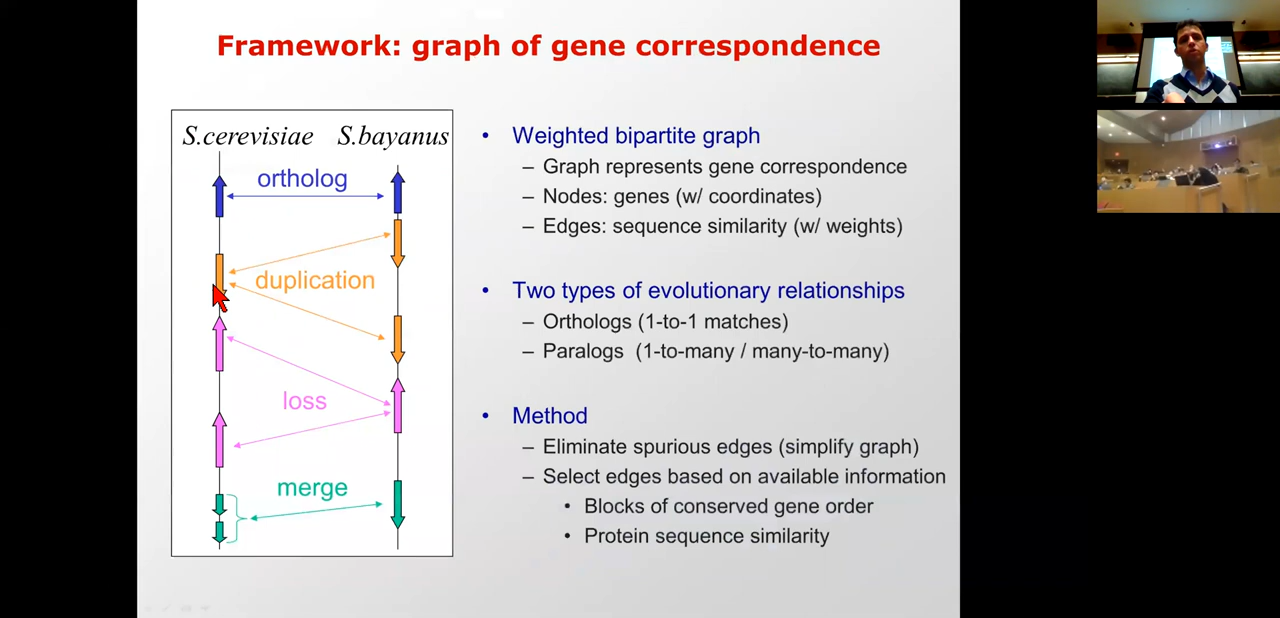 Framework: graph of gene correspondence
S.cerevisiae S.bayanus
ortholog
duplication
loss
merge
• Weighted bipartite graph
– Graph represents gene correspondence
– Nodes: genes (w/ coordinates)
– Edges: sequence similarity (w/ weights)
• Two types of evolutionary relationships
– Orthologs (1-to-1 matches)
– Paralogs (1-to-many / many-to-many)
• Method
– Eliminate spurious edges (simplify graph)
– Select edges based on available information
• Blocks of conserved gene order
• Protein sequence similarity